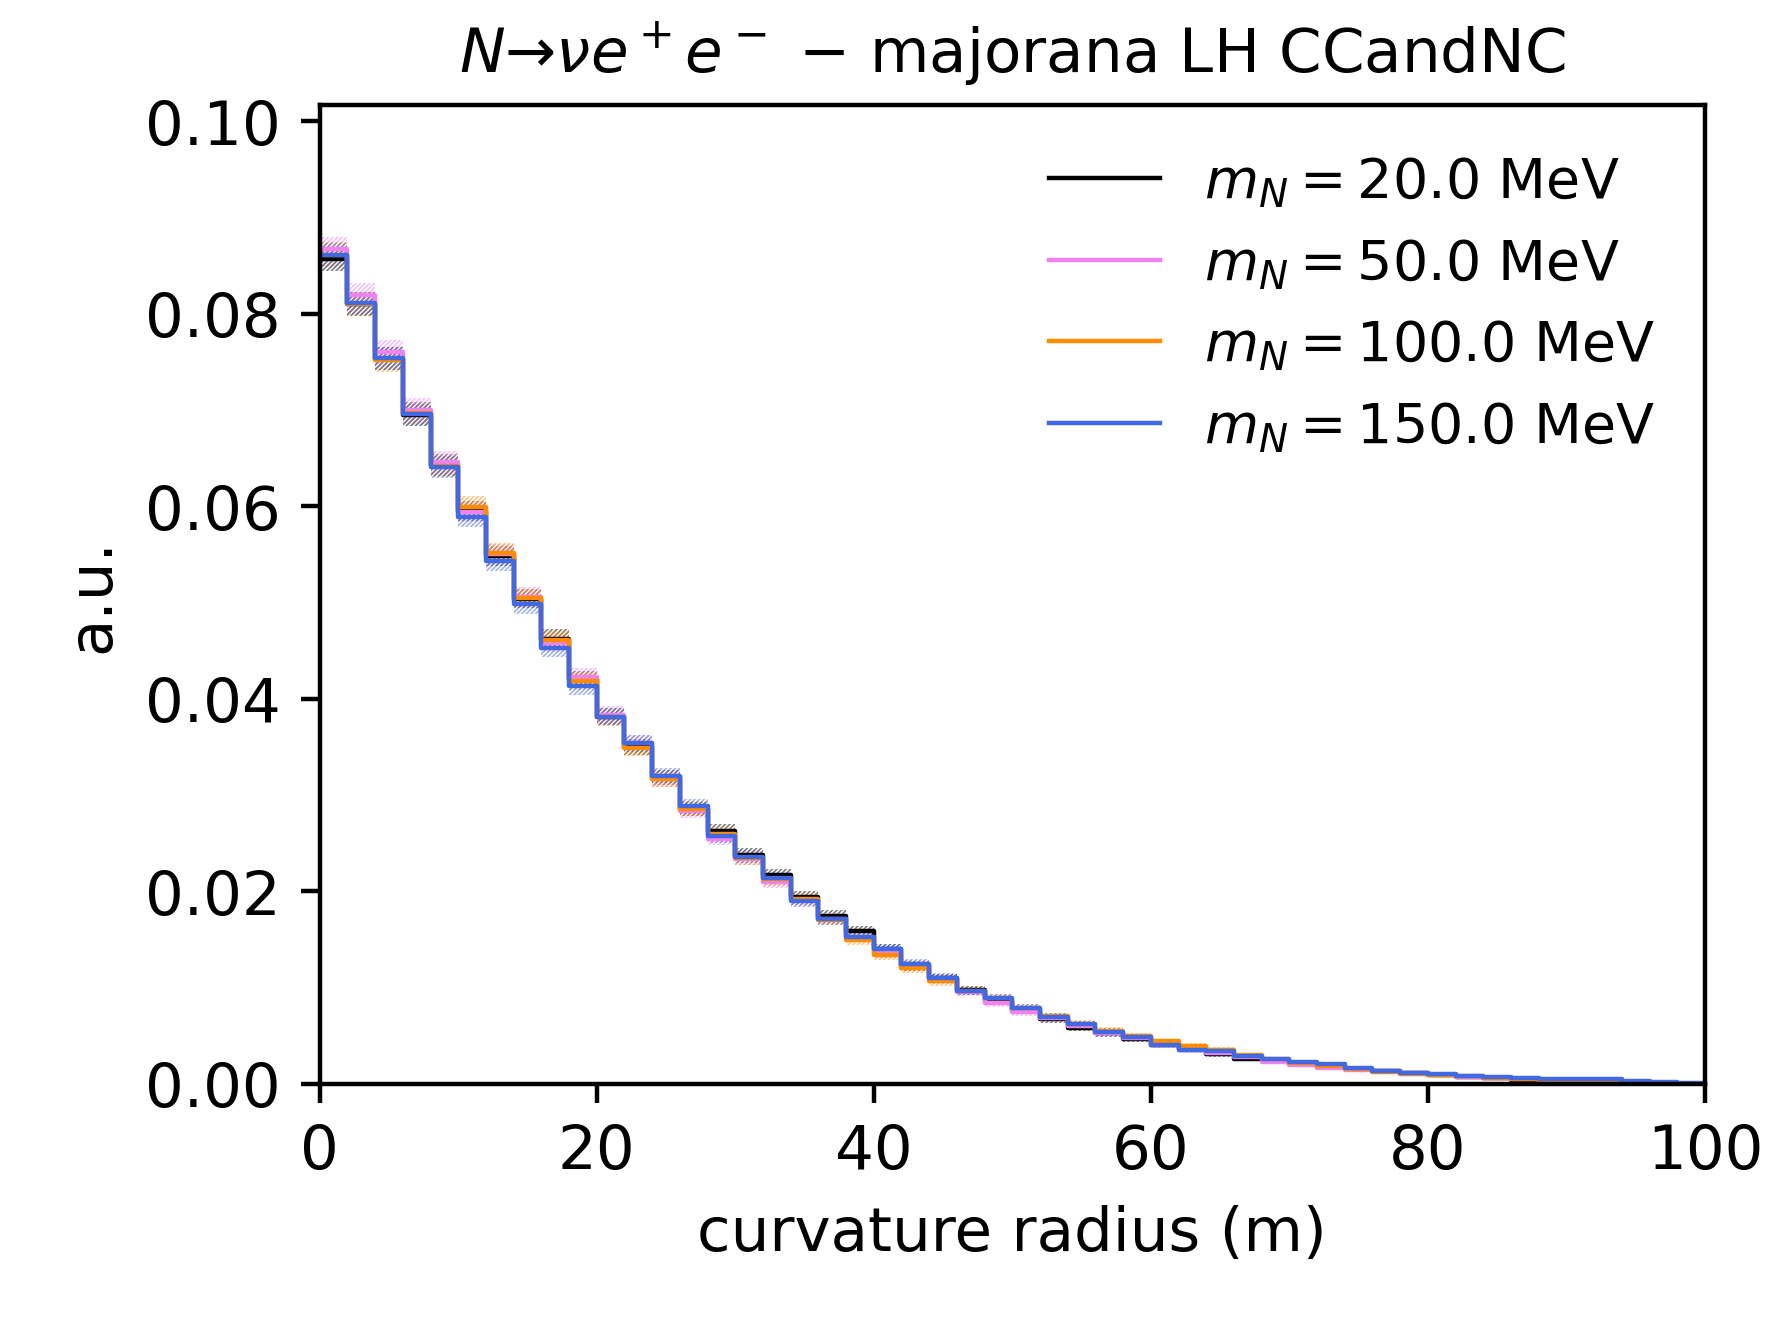 N→νe⁺e⁻ − majorana LH CCandNC
0.10
0.08
0.06
0.04
0.02
0.00
a.u.
m_N = 20.0 MeV
m_N = 50.0 MeV
m_N = 100.0 MeV
m_N = 150.0 MeV
0 20 40 60 80 100
curvature radius (m)